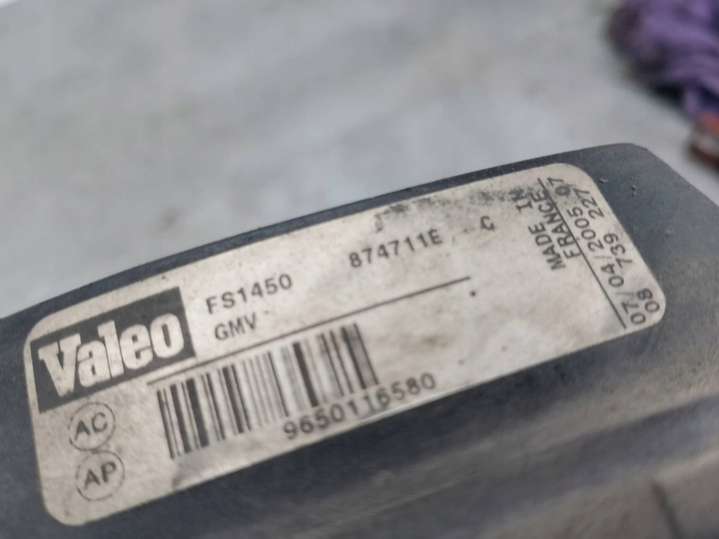 Valeo
FS1450 874711E C
GMV
9650116580
AC
AP
MADE IN
FRANCE 97
07/04/2005
08 739 227